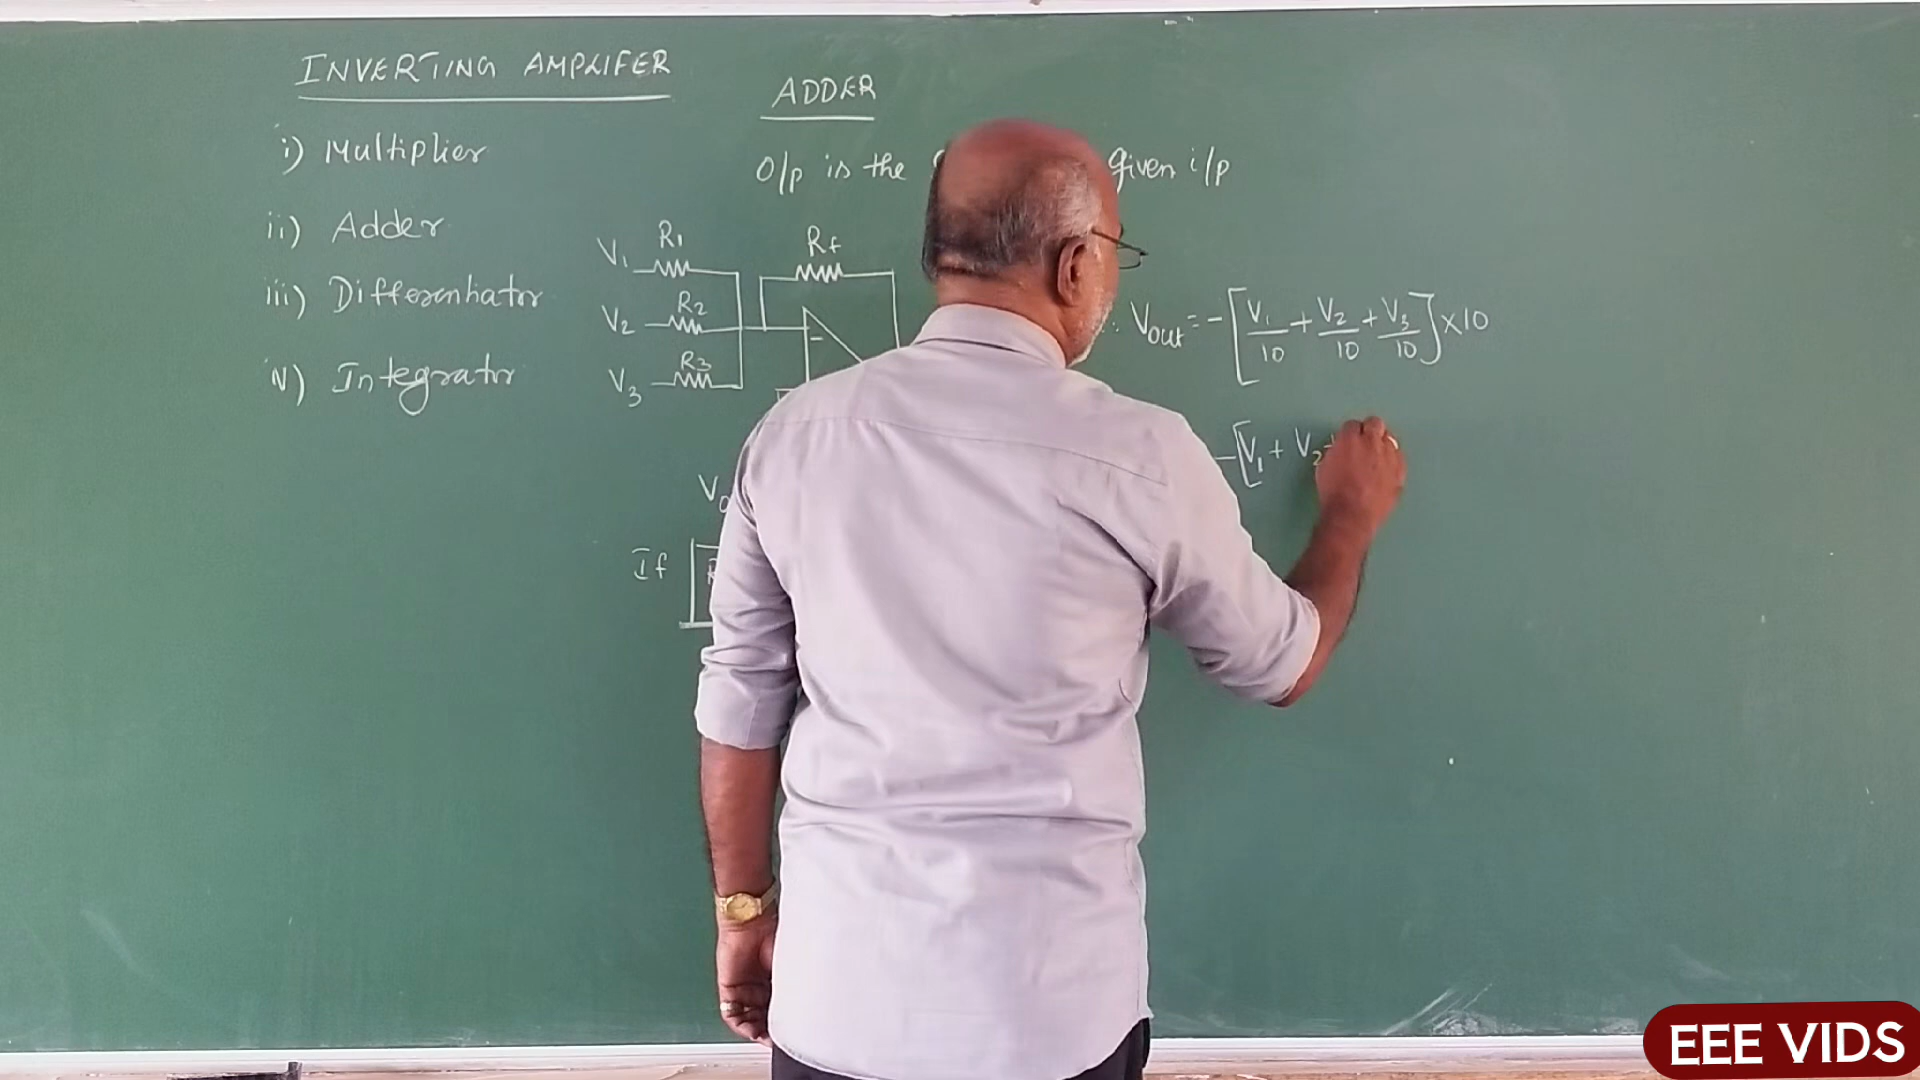 INVERTING AMPLIFER
i) Multiplier
ii) Adder
iii) Differentiator
iv) Integrator
ADDER
O/p is the given i/p
V1 R1
Rf
V2 R2
V3 R3
-
If
∴ Vout = - [V1/10 + V2/10 + V3/10] x 10
- [V1 + V2 +
EEE VIDS